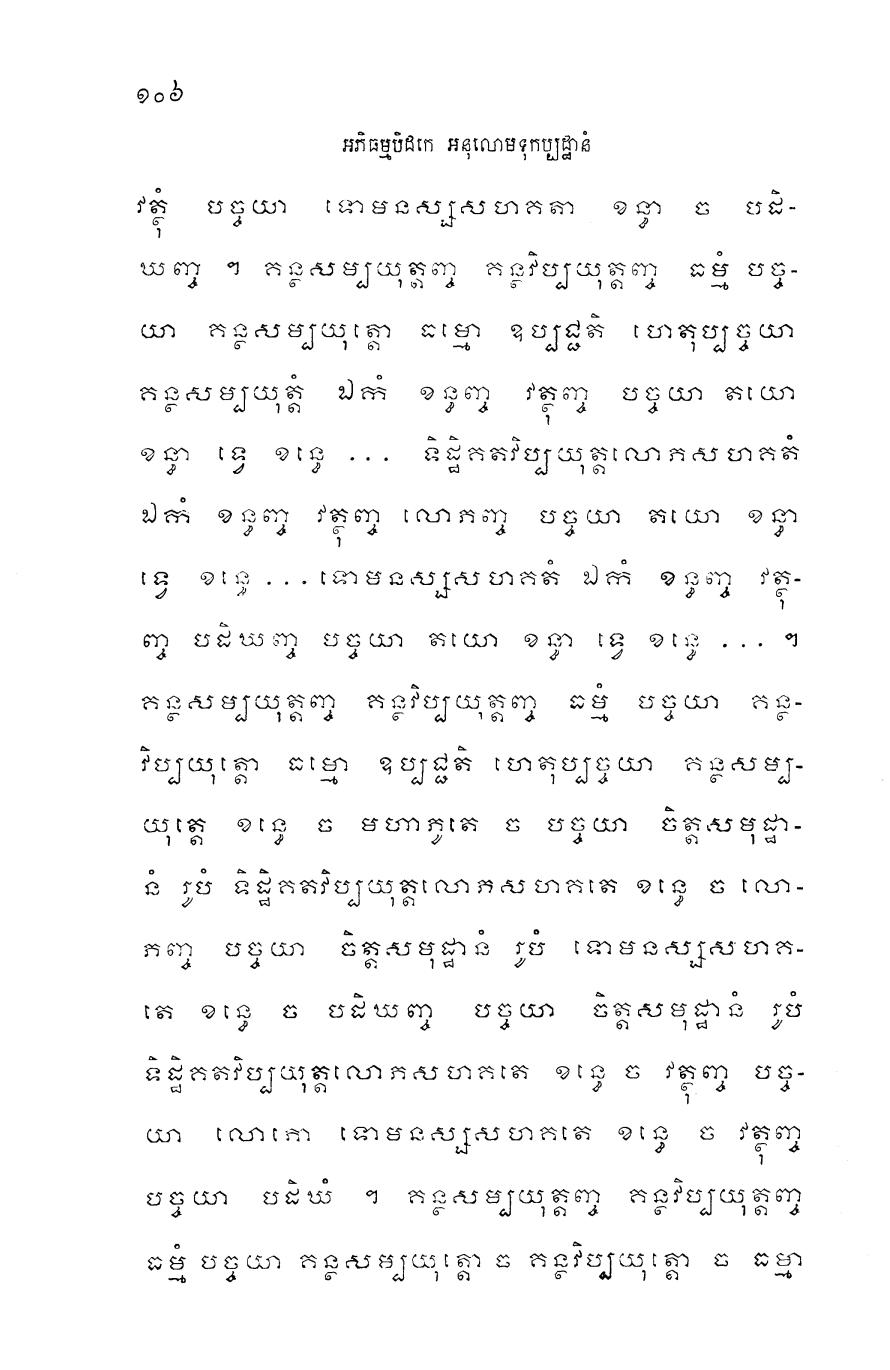 ១០៦
អភិធម្មបិដកេ អនុលោមទុកប្បដ្ឋានំ
វត្ថុំ បច្ចយា ទោមនស្សសហគតា ខន្ធា ច បដិ-
ឃញ្ច ។ គន្ថសម្បយុត្តញ្ច គន្ថវិប្បយុត្តញ្ច ធម្មំ បច្ច-
យា គន្ថសម្បយុត្តោ ធម្មោ ឧប្បជ្ជតិ ហេតុប្បច្ចយា
គន្ថសម្បយុត្តំ ឯកំ ខន្ធញ្ច វត្ថុញ្ច បច្ចយា តយោ
ខន្ធា ទ្វេ ខន្ធេ ... ទិដ្ឋិគតវិប្បយុត្តលោភសហគតំ
ឯកំ ខន្ធញ្ច វត្ថុញ្ច លោភញ្ច បច្ចយា តយោ ខន្ធា
ទ្វេ ខន្ធេ ... ទោមនស្សសហគតំ ឯកំ ខន្ធញ្ច វត្ថុ-
ញ្ច បដិឃញ្ច បច្ចយា តយោ ខន្ធា ទ្វេ ខន្ធេ ... ។
គន្ថសម្បយុត្តញ្ច គន្ថវិប្បយុត្តញ្ច ធម្មំ បច្ចយា គន្ថ-
វិប្បយុត្តោ ធម្មោ ឧប្បជ្ជតិ ហេតុប្បច្ចយា គន្ថសម្ប-
យុត្តេ ខន្ធេ ច មហាភូតេ ច បច្ចយា ចិត្តសមុដ្ឋា-
នំ រូបំ ទិដ្ឋិគតវិប្បយុត្តលោភសហគតេ ខន្ធេ ច លោ-
ភញ្ច បច្ចយា ចិត្តសមុដ្ឋានំ រូបំ ទោមនស្សសហគ-
តេ ខន្ធេ ច បដិឃញ្ច បច្ចយា ចិត្តសមុដ្ឋានំ រូបំ
ទិដ្ឋិគតវិប្បយុត្តលោភសហគតេ ខន្ធេ ច វត្ថុញ្ច បច្ច-
យា លោភោ ទោមនស្សសហគតេ ខន្ធេ ច វត្ថុញ្ច
បច្ចយា បដិឃំ ។ គន្ថសម្បយុត្តញ្ច គន្ថវិប្បយុត្តញ្ច
ធម្មំ បច្ចយា គន្ថសម្បយុត្តោ ច គន្ថវិប្បយុត្តោ ច ធម្មា